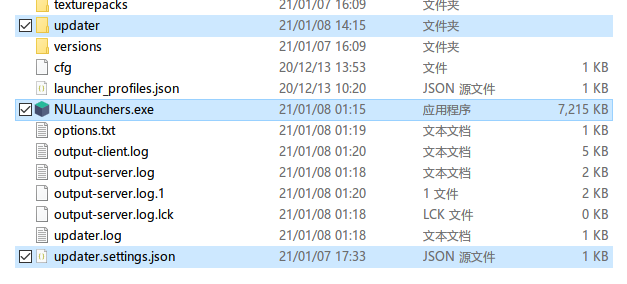 texturepacks 21/01/07 16:09 文件夹
updater 21/01/08 14:15 文件夹
versions 21/01/07 16:09 文件夹
cfg 20/12/13 13:53 文件 1 KB
launcher_profiles.json 20/12/13 10:20 JSON 源文件 1 KB
NULaunchers.exe 21/01/08 01:15 应用程序 7,215 KB
options.txt 21/01/08 01:19 文本文档 1 KB
output-client.log 21/01/08 01:20 文本文档 5 KB
output-server.log 21/01/08 01:18 文本文档 2 KB
output-server.log.1 21/01/08 01:20 1 文件 2 KB
output-server.log.lck 21/01/08 01:18 LCK 文件 0 KB
updater.log 21/01/08 01:18 文本文档 1 KB
updater.settings.json 21/01/07 17:33 JSON 源文件 1 KB